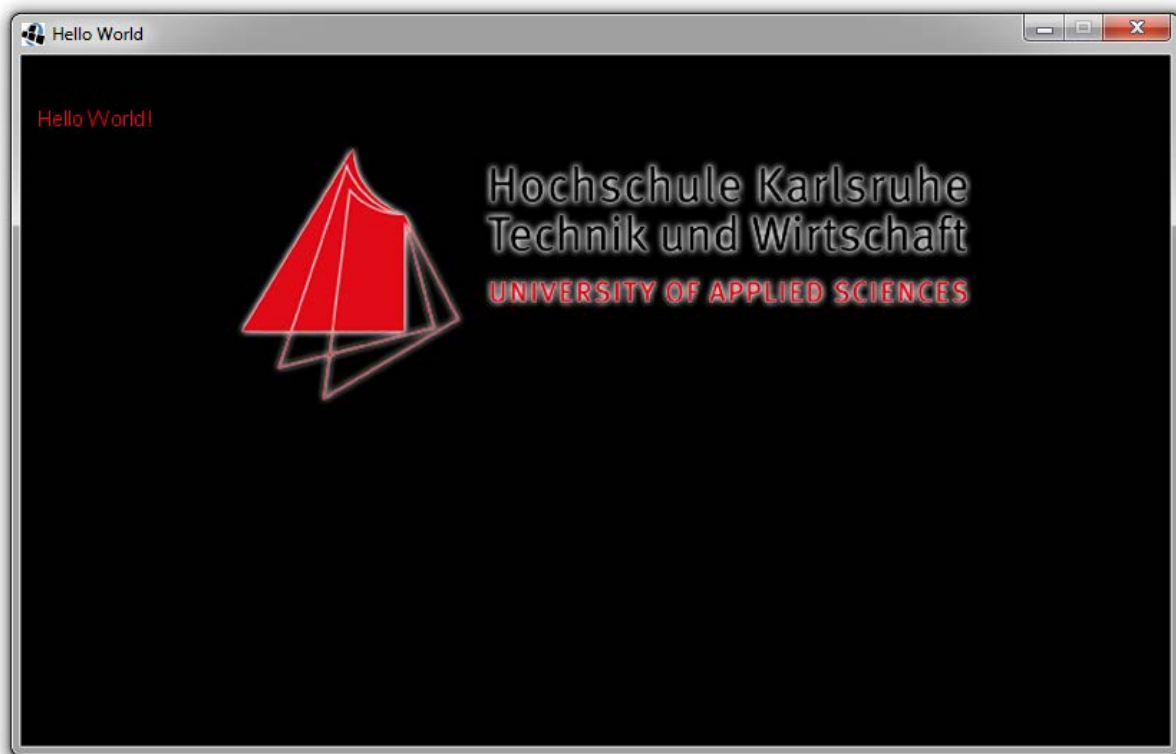 Hello World
Hello World!
Hochschule Karlsruhe
Technik und Wirtschaft
UNIVERSITY OF APPLIED SCIENCES